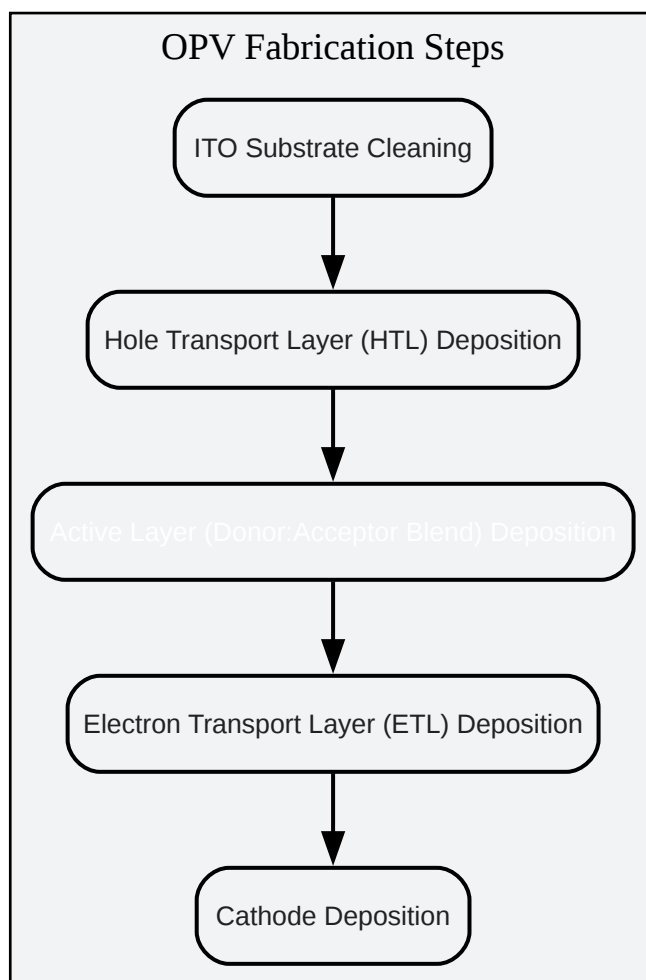 OPV Fabrication Steps
ITO Substrate Cleaning
Hole Transport Layer (HTL) Deposition
Active Layer (Donor:Acceptor Blend) Deposition
Electron Transport Layer (ETL) Deposition
Cathode Deposition